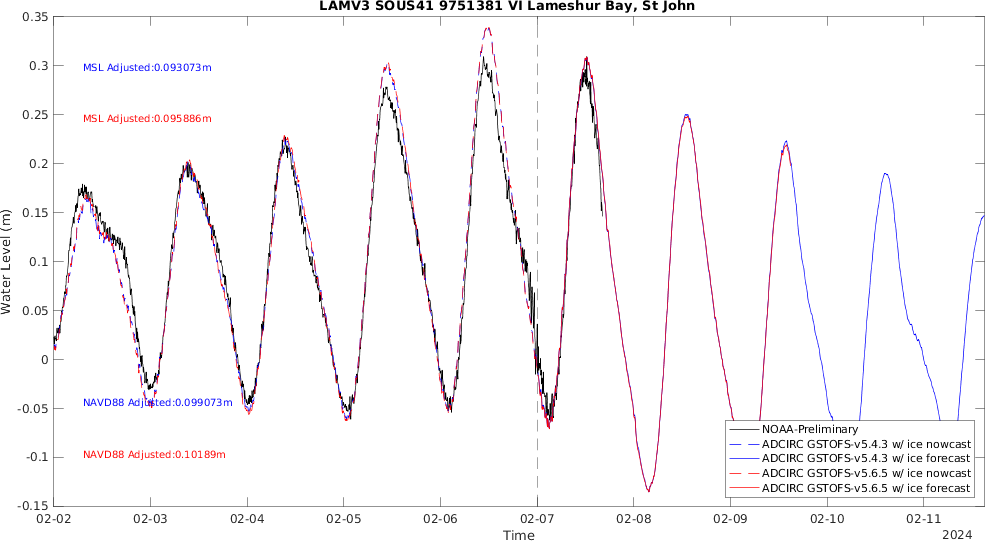 LAMV3 SOUS41 9751381 VI Lameshur Bay, St John
0.35
0.3
0.25
0.2
0.15
0.1
0.05
0
-0.05
-0.1
-0.15
Water Level (m)
MSL Adjusted:0.093073m
MSL Adjusted:0.095886m
NAVD88 Adjusted:0.099073m
NAVD88 Adjusted:0.10189m
NOAA-Preliminary
ADCIRC GSTOFS-v5.4.3 w/ ice nowcast
ADCIRC GSTOFS-v5.4.3 w/ ice forecast
ADCIRC GSTOFS-v5.6.5 w/ ice nowcast
ADCIRC GSTOFS-v5.6.5 w/ ice forecast
02-02 02-03 02-04 02-05 02-06 02-07 02-08 02-09 02-10 02-11
Time
2024